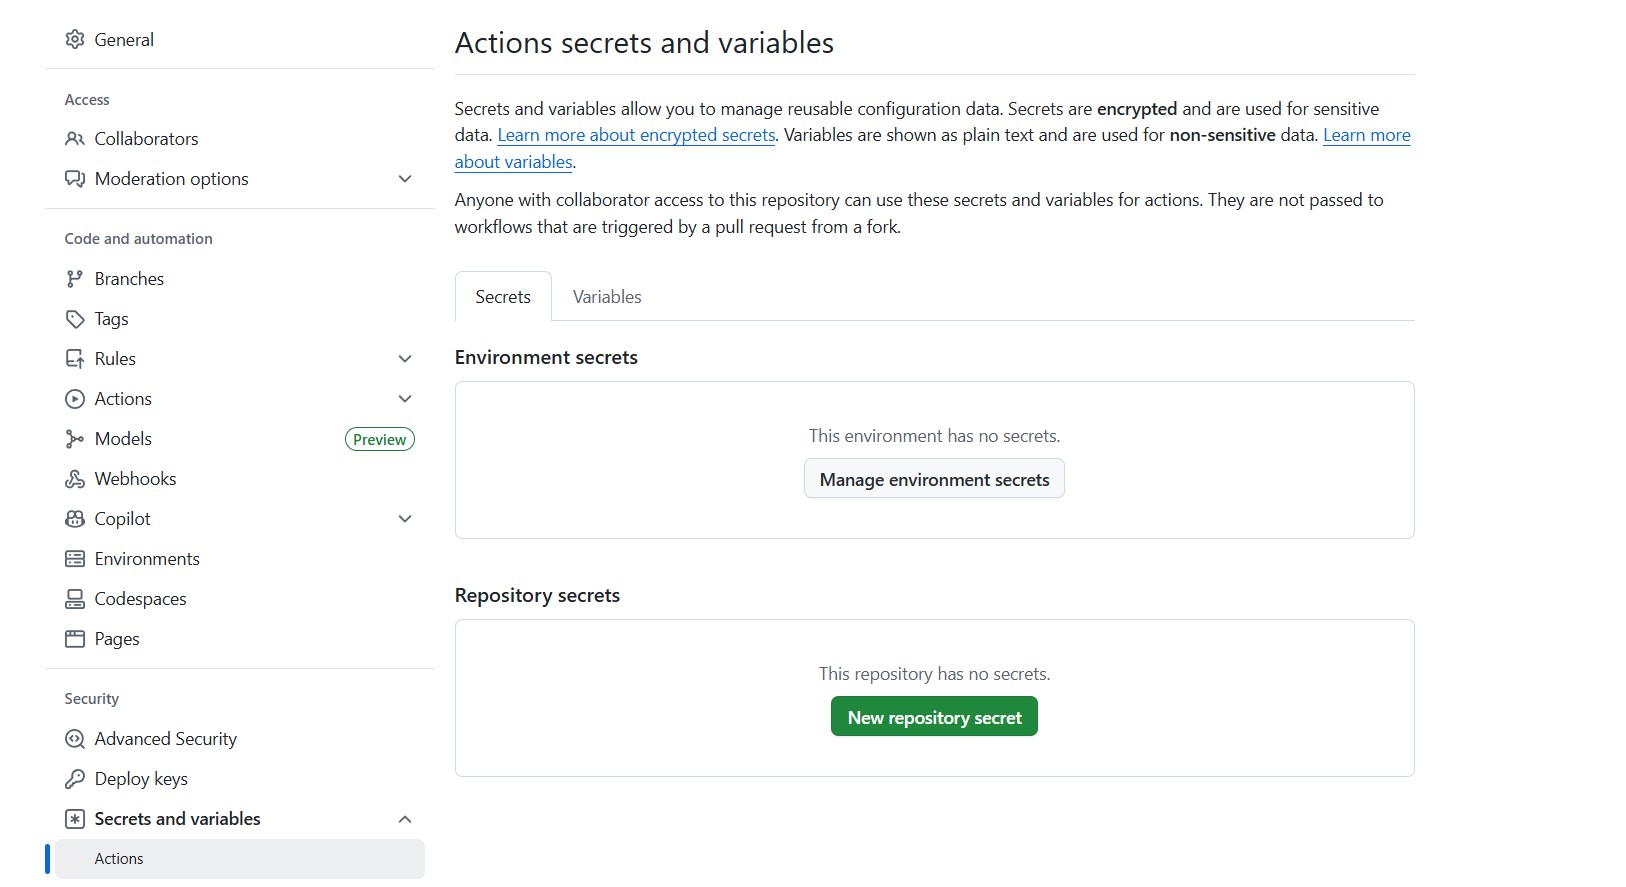 General
Access
Collaborators
Moderation options
Code and automation
Branches
Tags
Rules
Actions
Models Preview
Webhooks
Copilot
Environments
Codespaces
Pages
Security
Advanced Security
Deploy keys
Secrets and variables
Actions
Actions secrets and variables
Secrets and variables allow you to manage reusable configuration data. Secrets are encrypted and are used for sensitive
data. Learn more about encrypted secrets. Variables are shown as plain text and are used for non-sensitive data. Learn more
about variables.
Anyone with collaborator access to this repository can use these secrets and variables for actions. They are not passed to
workflows that are triggered by a pull request from a fork.
Secrets Variables
Environment secrets
This environment has no secrets.
Manage environment secrets
Repository secrets
This repository has no secrets.
New repository secret